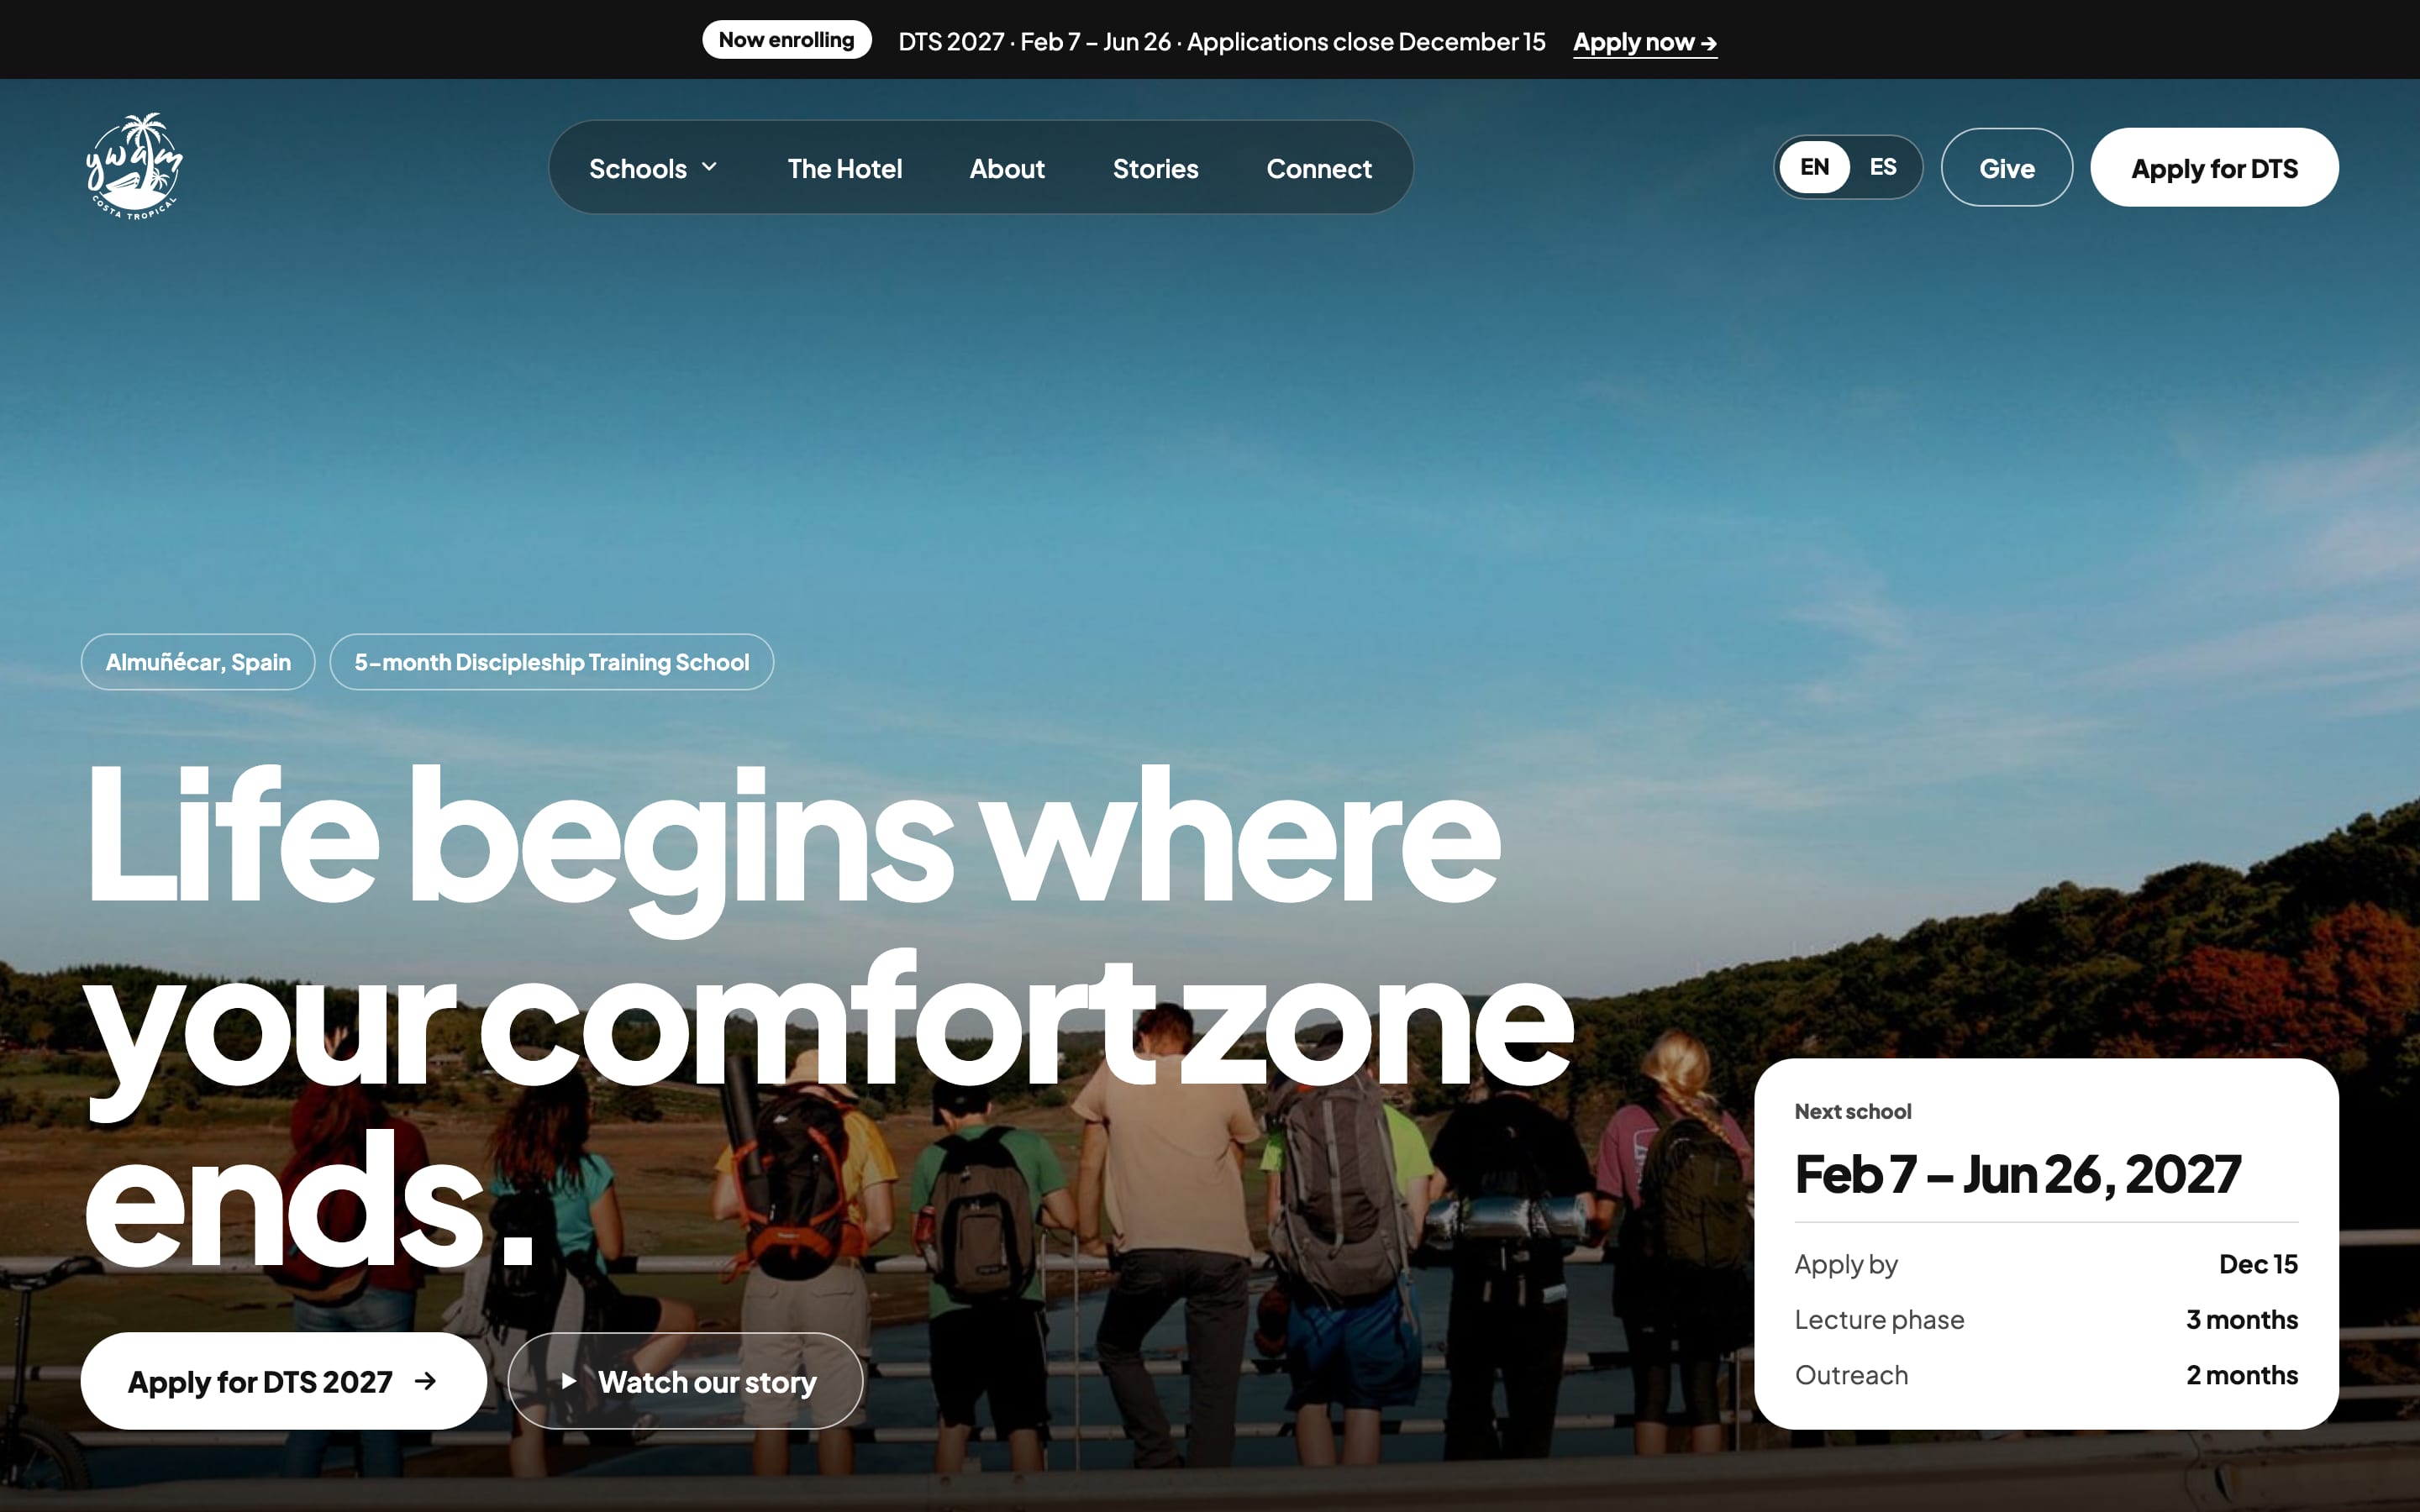 Now enrolling DTS 2027 · Feb 7 – Jun 26 · Applications close December 15 Apply now →
ywam
COSTA TROPICAL
Schools The Hotel About Stories Connect
EN ES Give Apply for DTS
Almuñécar, Spain 5-month Discipleship Training School
Life begins where
your comfort zone
ends.
Apply for DTS 2027 → Watch our story
Next school
Feb 7 – Jun 26, 2027
Apply by Dec 15
Lecture phase 3 months
Outreach 2 months